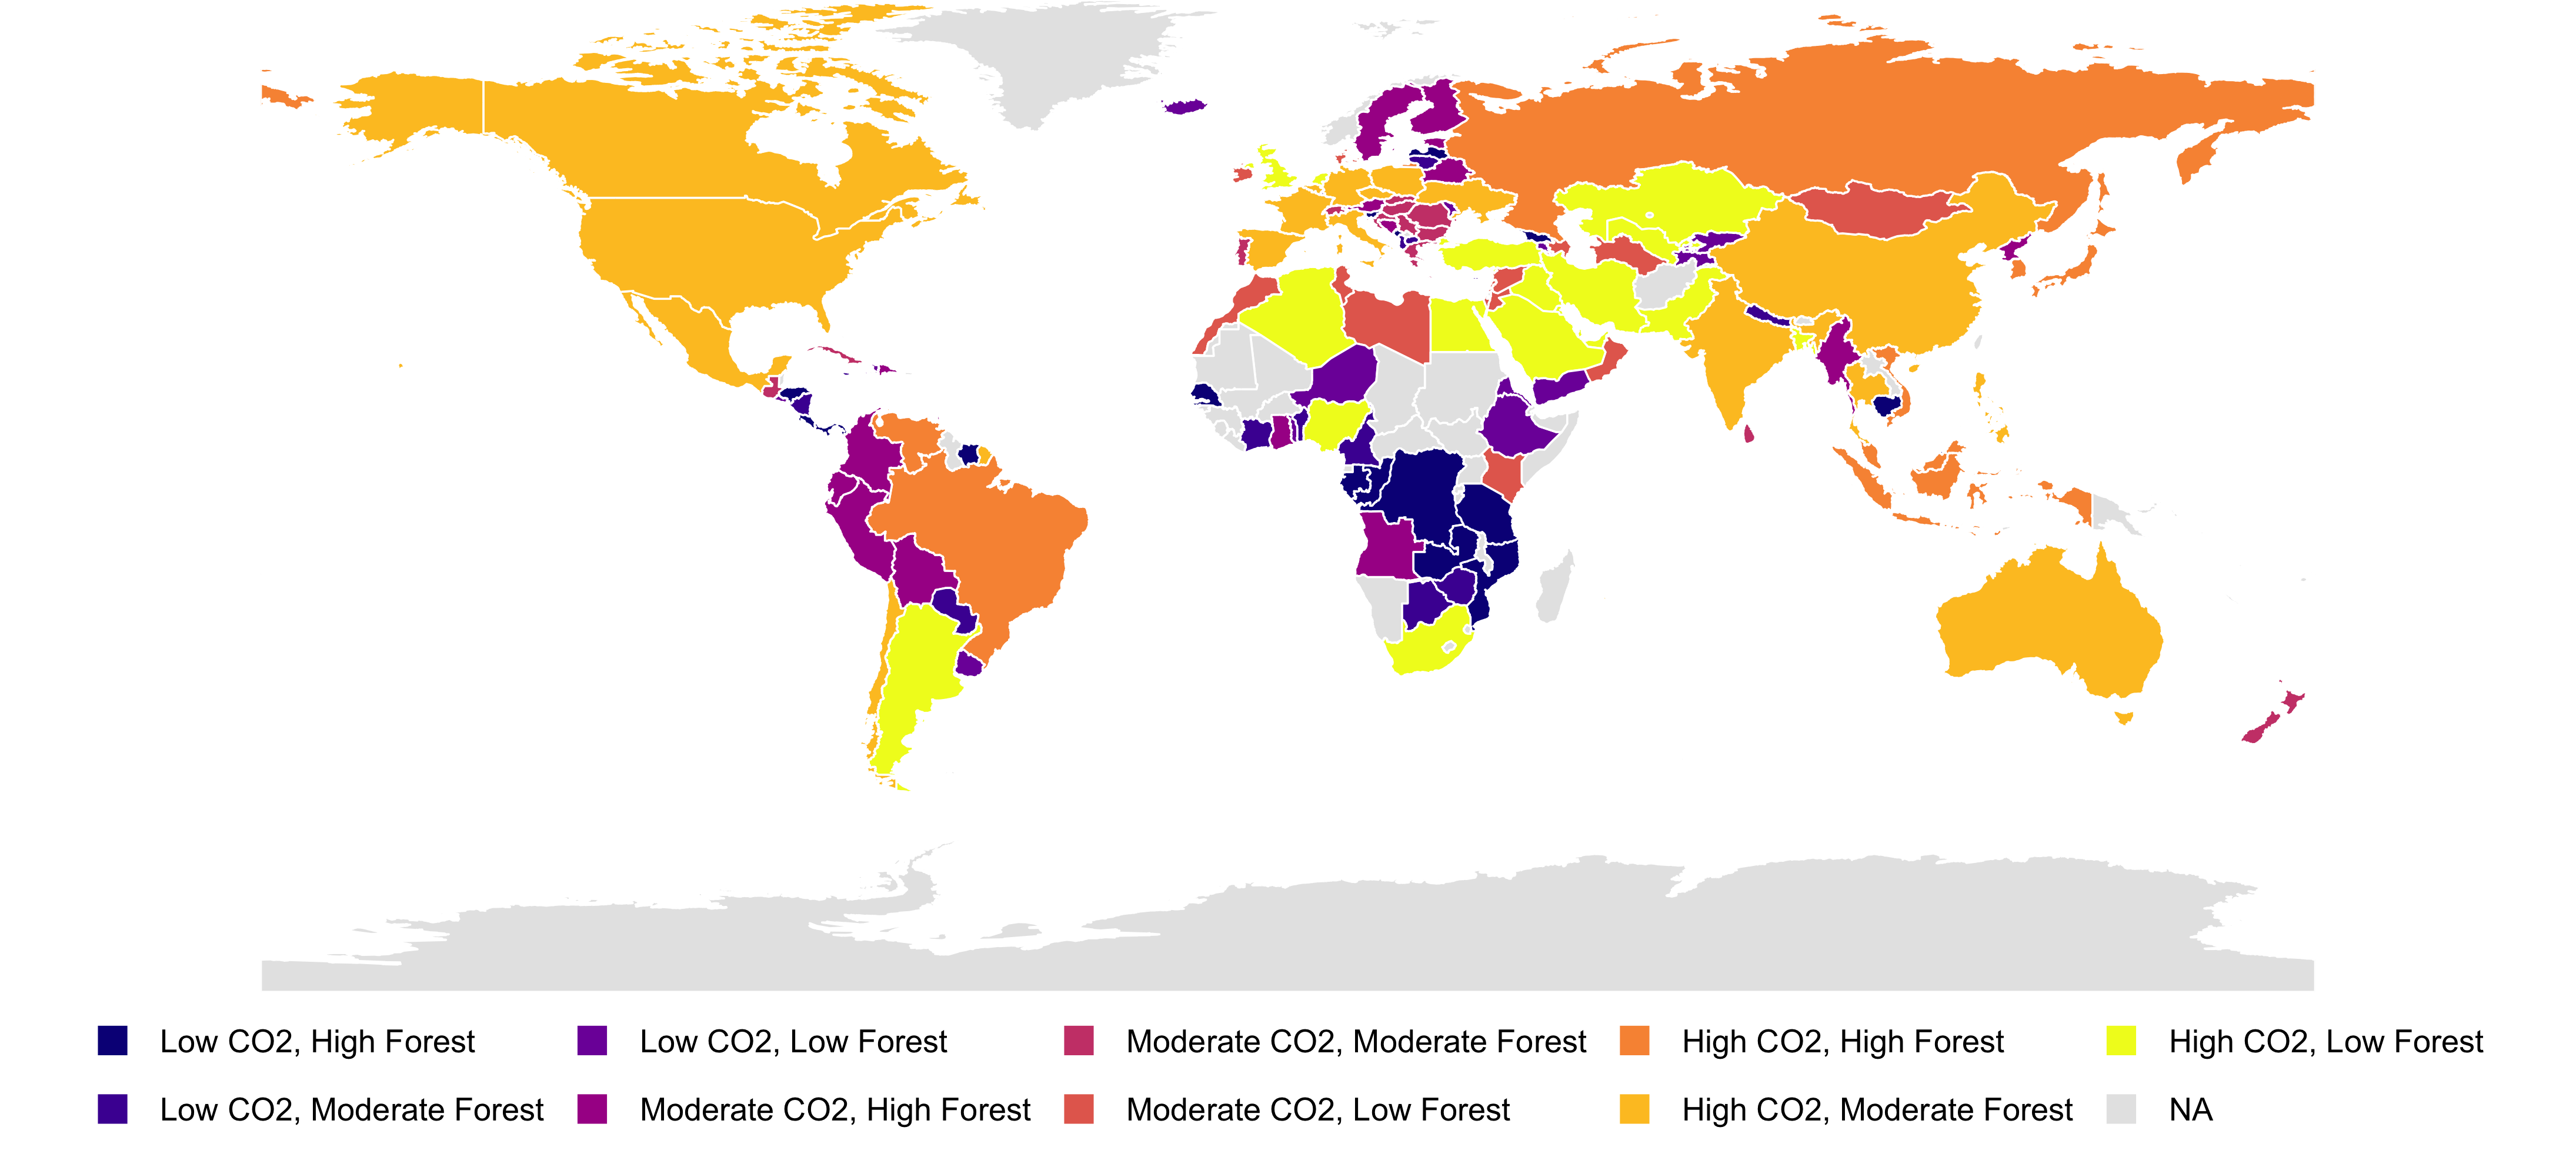 Low CO2, High Forest
Low CO2, Low Forest
Moderate CO2, Moderate Forest
High CO2, High Forest
High CO2, Low Forest
Low CO2, Moderate Forest
Moderate CO2, High Forest
Moderate CO2, Low Forest
High CO2, Moderate Forest
NA